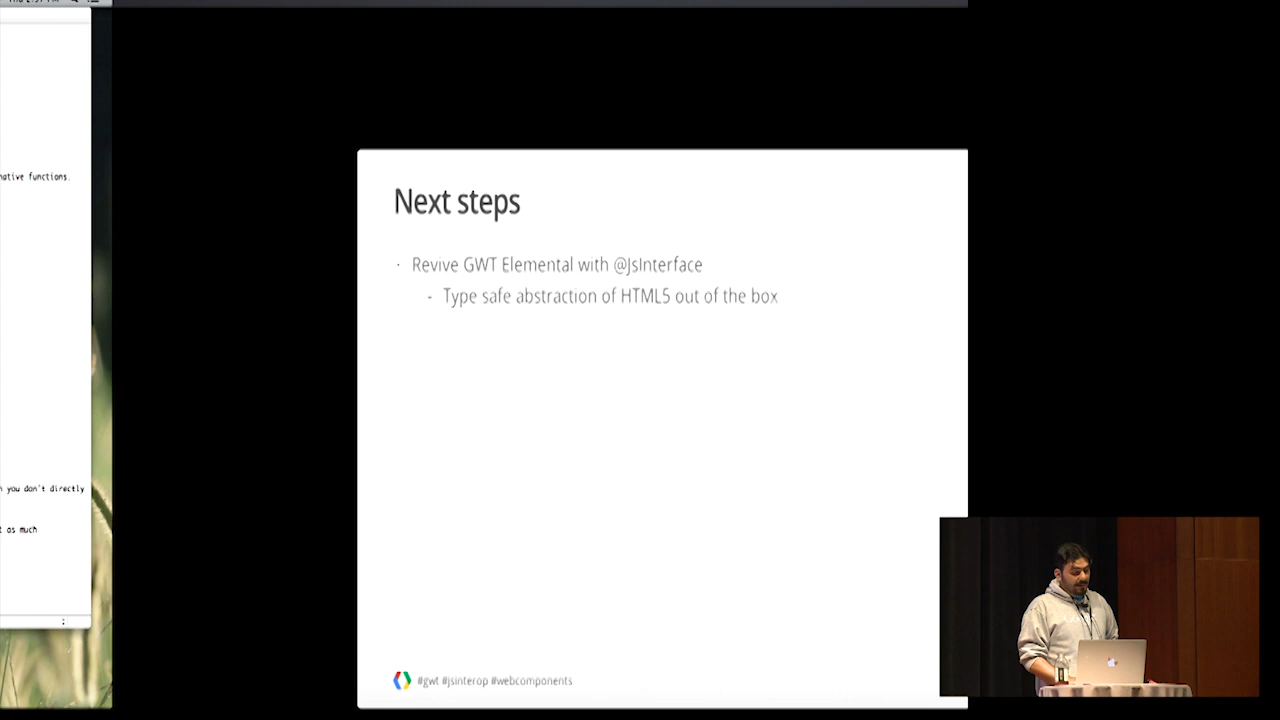 native functions.
n you don't directly
t as much
Next steps
· Revive GWT Elemental with @JsInterface
- Type safe abstraction of HTML5 out of the box
#gwt #jsinterop #webcomponents